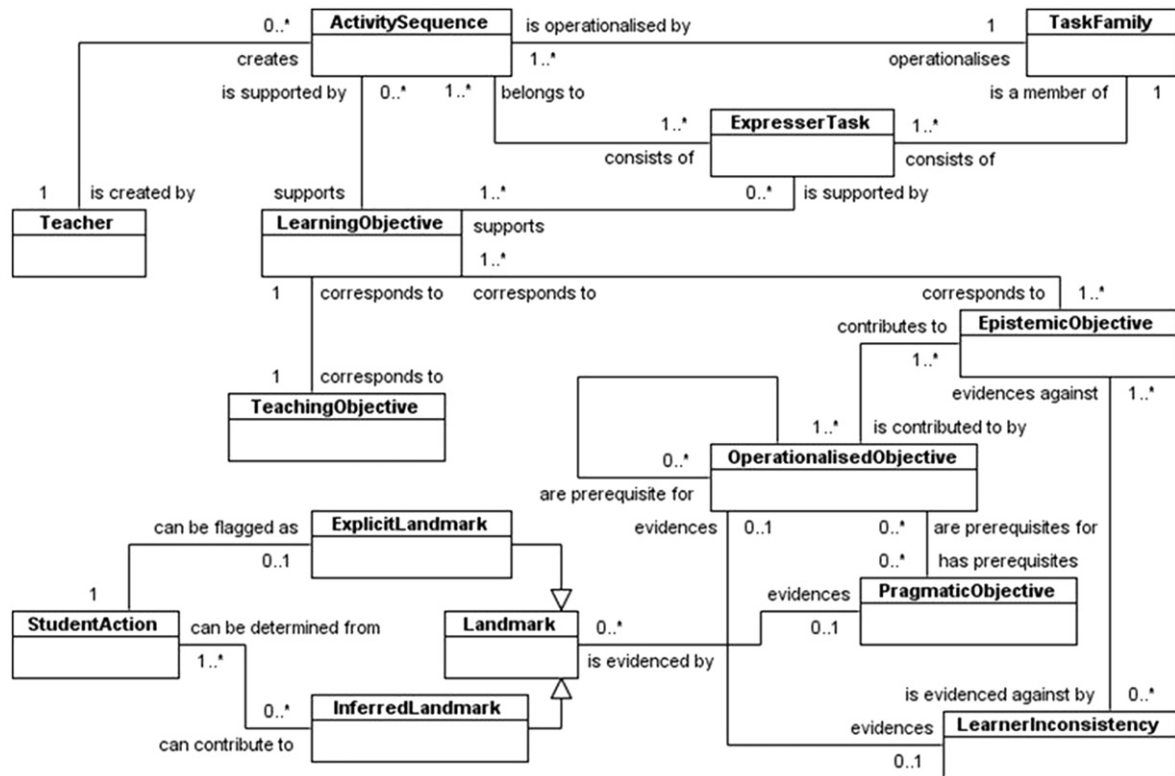 0..* ActivitySequence is operationalised by 1 TaskFamily
creates 1..* operationalises
is supported by 0..* 1..* belongs to is a member of 1
1..* ExpresserTask 1..*
consists of consists of
1 is created by supports 1..* 0..* is supported by
Teacher LearningObjective supports
1..*
1 corresponds to corresponds to corresponds to 1..*
contributes to EpistemicObjective
1..*
1 corresponds to evidences against 1..*
TeachingObjective
1..* is contributed to by
0..* OperationalisedObjective
are prerequisite for
can be flagged as ExplicitLandmark evidences 0..1 0..* are prerequisites for
0..1 0..* has prerequisites
1 evidences PragmaticObjective
StudentAction can be determined from Landmark 0..* 0..1
1..* is evidenced by
is evidenced against by 0..*
0..* InferredLandmark LearnerInconsistency
can contribute to evidences
0..1